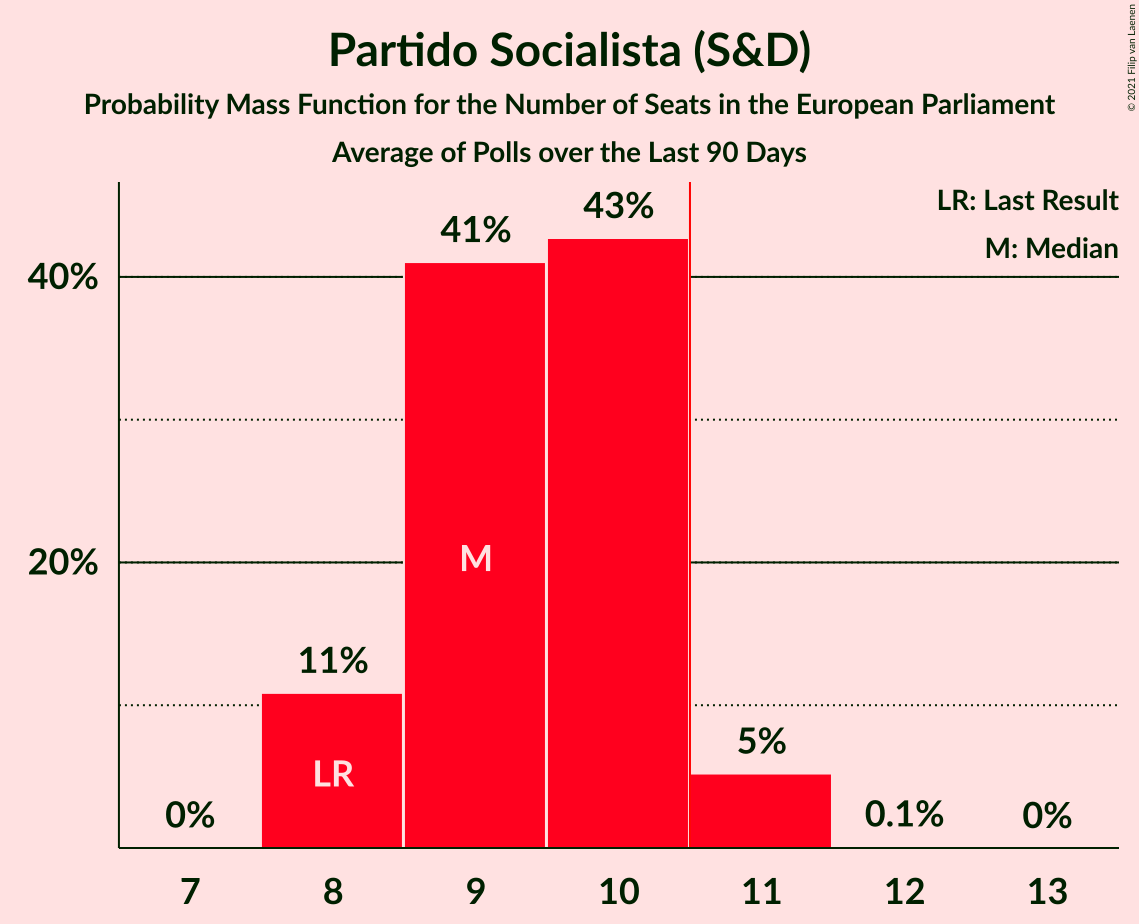 Partido Socialista (S&D)
Probability Mass Function for the Number of Seats in the European Parliament
Average of Polls over the Last 90 Days
© 2021 Filip van Laenen
LR: Last Result
M: Median
43%
41%
40%
M
20%
11%
5%
LR
0%
0.1%
0%
7 8 9 10 11 12 13